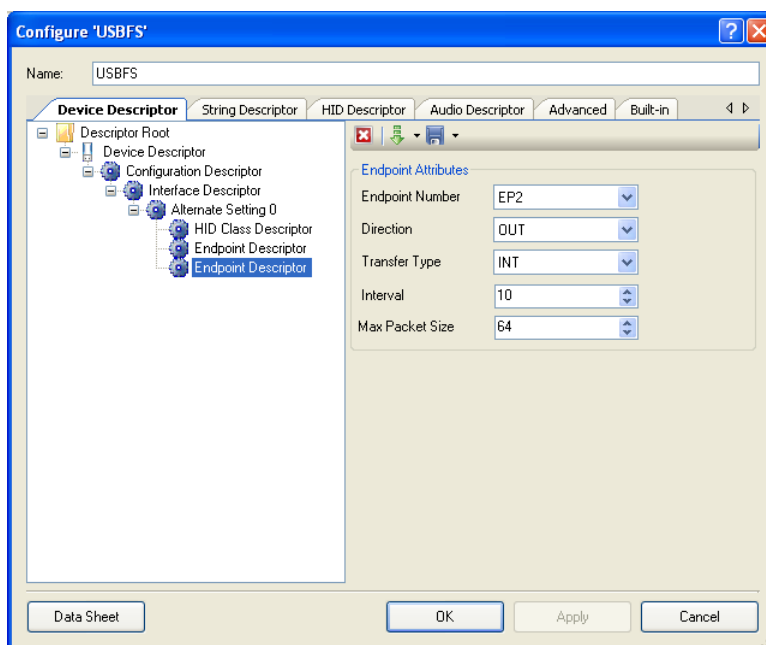 Configure 'USBFS'
Name: USBFS
Device Descriptor String Descriptor HID Descriptor Audio Descriptor Advanced Built-in
Descriptor Root
Device Descriptor
Configuration Descriptor
Interface Descriptor
Alternate Setting 0
HID Class Descriptor
Endpoint Descriptor
Endpoint Descriptor
Endpoint Attributes
Endpoint Number EP2
Direction OUT
Transfer Type INT
Interval 10
Max Packet Size 64
Data Sheet OK Apply Cancel